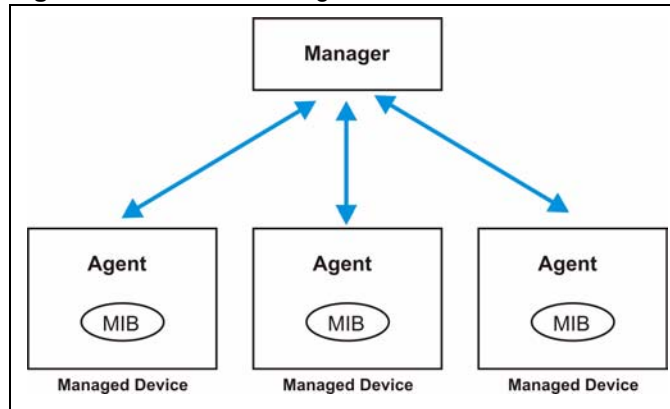 Manager
Agent Agent Agent
MIB MIB MIB
Managed Device Managed Device Managed Device